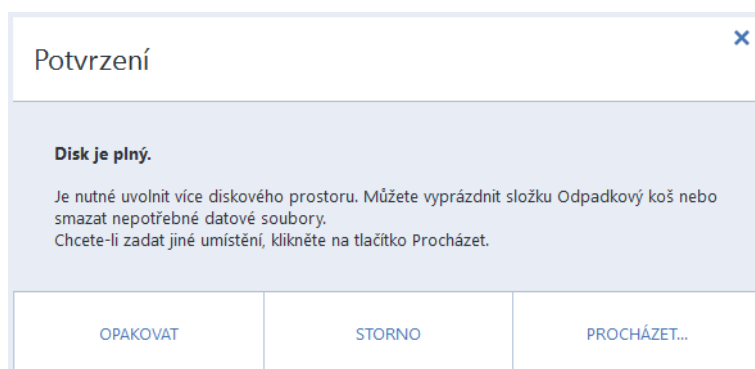 Potvrzení
Disk je plný.
Je nutné uvolnit více diskového prostoru. Můžete vyprázdnit složku Odpadkový koš nebo
smazat nepotřebné datové soubory.
Chcete-li zadat jiné umístění, klikněte na tlačítko Procházet.
OPAKOVAT
STORNO
PROCHÁZET...